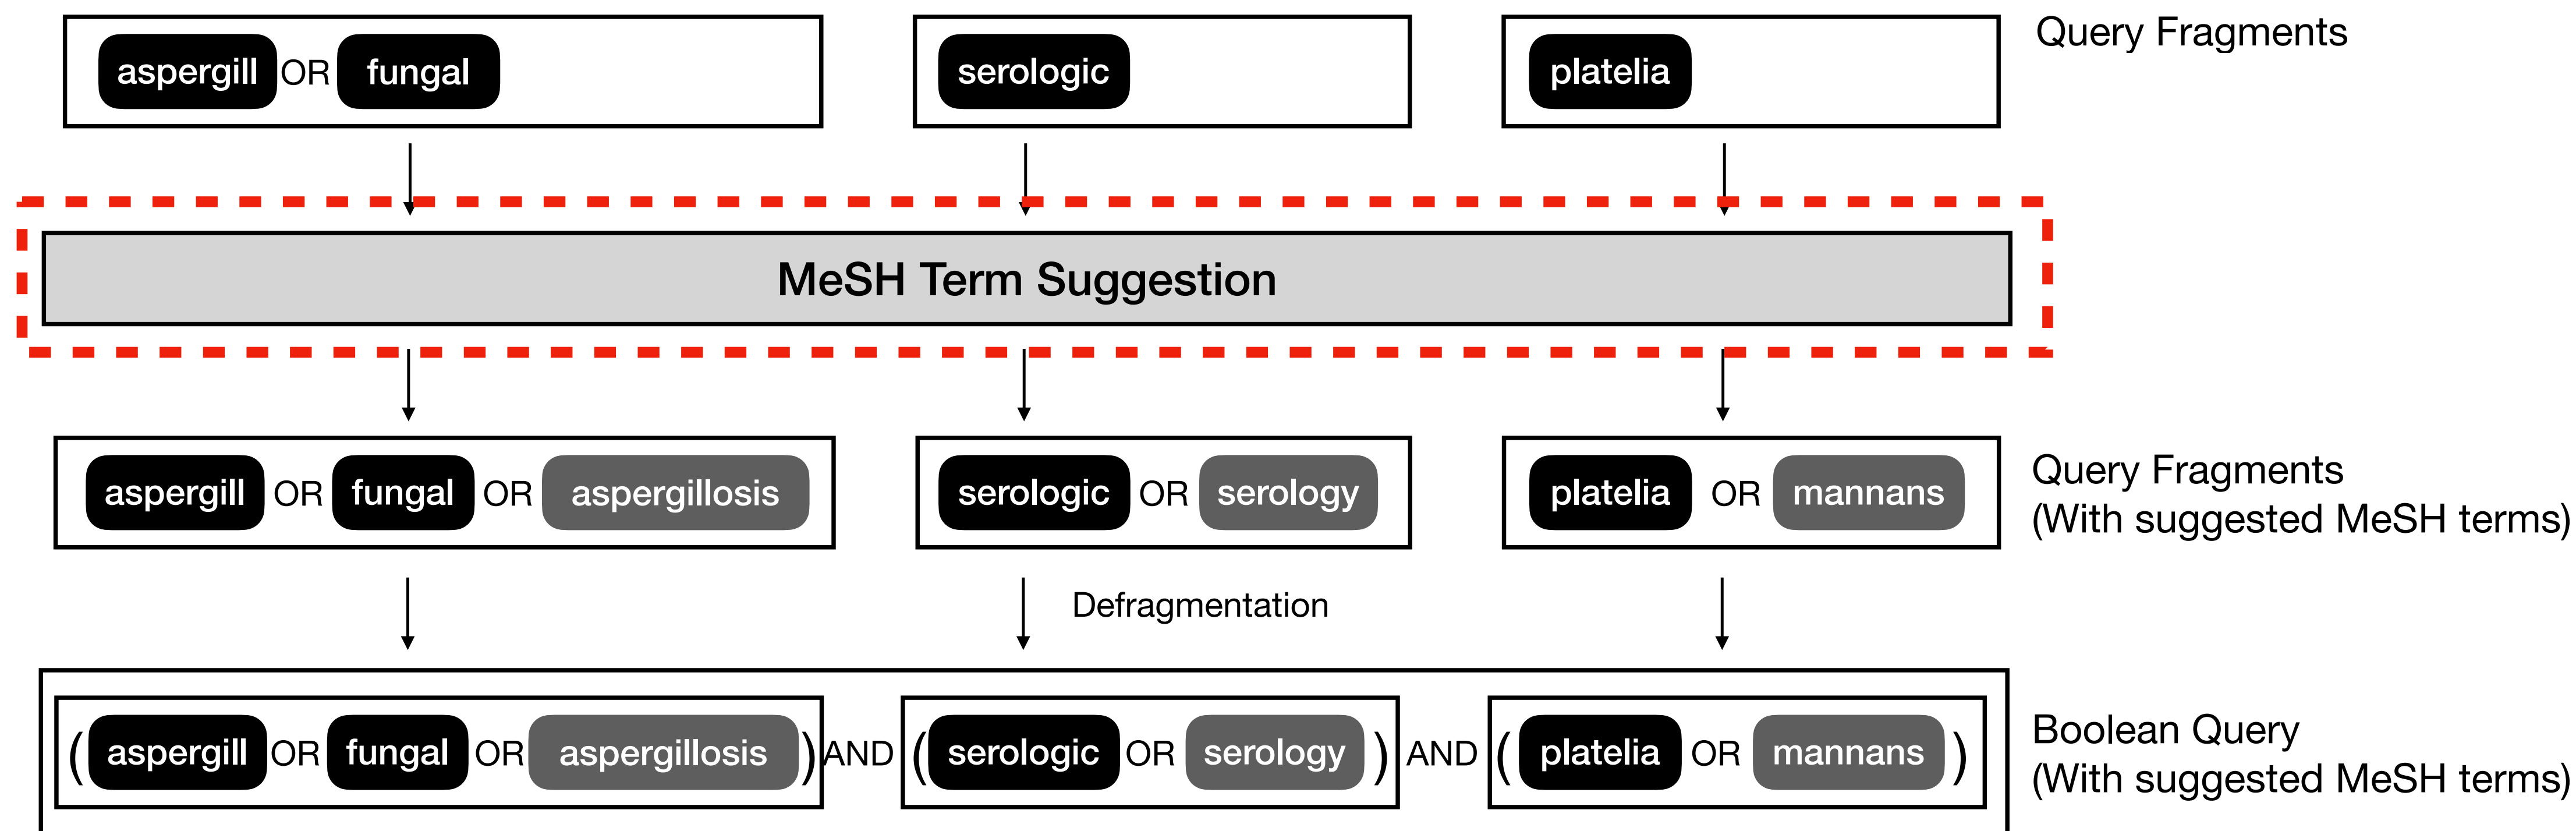 aspergill OR fungal serologic platelia Query Fragments
MeSH Term Suggestion
aspergill OR fungal OR aspergillosis serologic OR serology platelia OR mannans Query Fragments
(With suggested MeSH terms)
Defragmentation
(aspergill OR fungal OR aspergillosis) AND (serologic OR serology) AND (platelia OR mannans) Boolean Query
(With suggested MeSH terms)